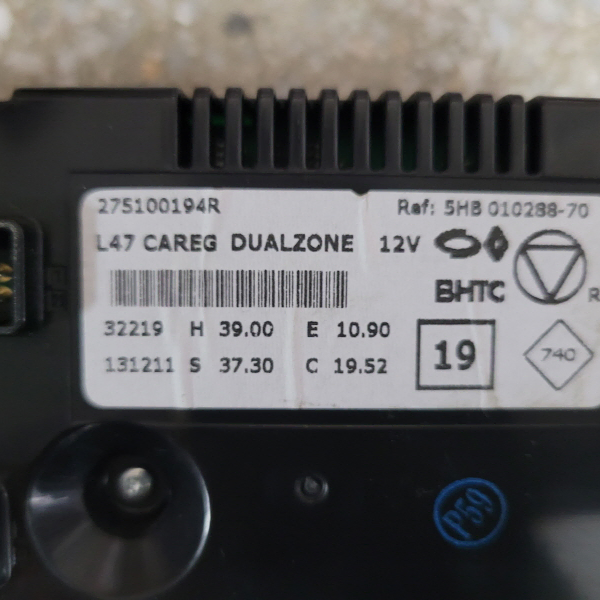 275100194R Ref: 5HB 010288-70
L47 CAREG DUALZONE 12V
BHTC R
32219 H 39.00 E 10.90
19 740
131211 S 37.30 C 19.52
P59